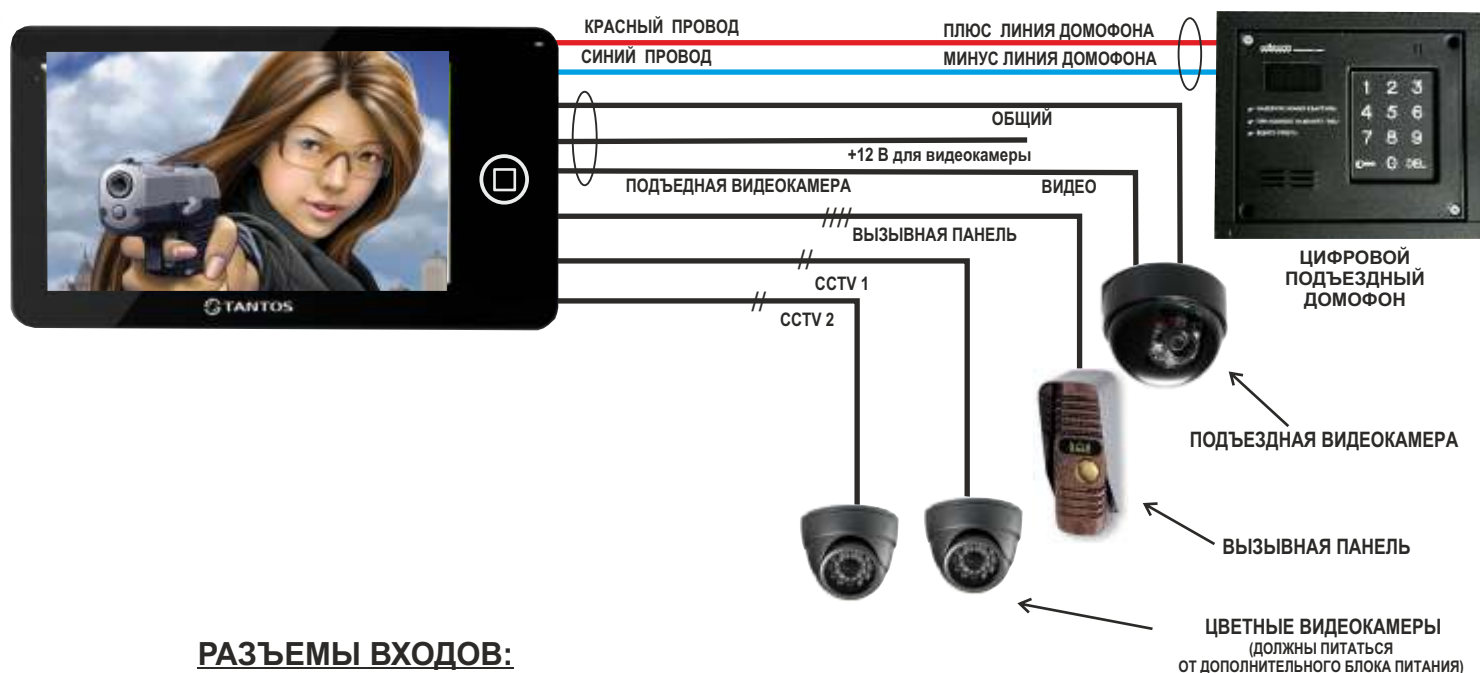 КРАСНЫЙ ПРОВОД
ПЛЮС ЛИНИЯ ДОМОФОНА
СИНИЙ ПРОВОД
МИНУС ЛИНИЯ ДОМОФОНА
1 2 3
4 5 6
7 8 9
0 DEL
ОБЩИЙ
+12 В для видеокамеры
ПОДЪЕДНАЯ ВИДЕОКАМЕРА
ВИДЕО
ВЫЗЫВНАЯ ПАНЕЛЬ
ЦИФРОВОЙ
ПОДЪЕЗДНЫЙ
ДОМОФОН
CCTV 1
TANTOS
CCTV 2
ПОДЪЕЗДНАЯ ВИДЕОКАМЕРА
ВЫЗЫВНАЯ ПАНЕЛЬ
ЦВЕТНЫЕ ВИДЕОКАМЕРЫ
(ДОЛЖНЫ ПИТАТЬСЯ
ОТ ДОПОЛНИТЕЛЬНОГО БЛОКА ПИТАНИЯ)
РАЗЪЕМЫ ВХОДОВ: